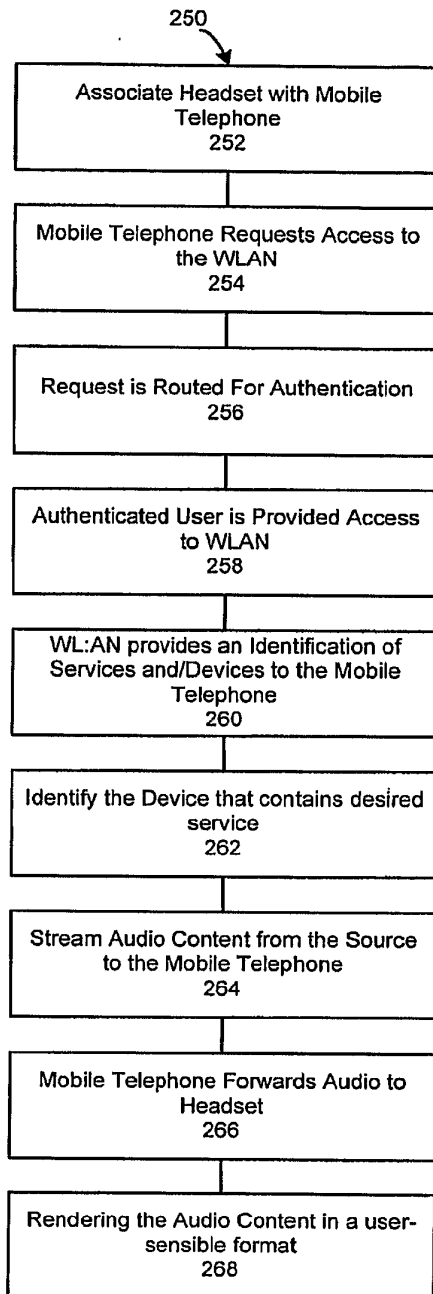 250
Associate Headset with Mobile
Telephone
252
Mobile Telephone Requests Access to
the WLAN
254
Request is Routed For Authentication
256
Authenticated User is Provided Access
to WLAN
258
WL:AN provides an Identification of
Services and/Devices to the Mobile
Telephone
260
Identify the Device that contains desired
service
262
Stream Audio Content from the Source
to the Mobile Telephone
264
Mobile Telephone Forwards Audio to
Headset
266
Rendering the Audio Content in a user-
sensible format
268